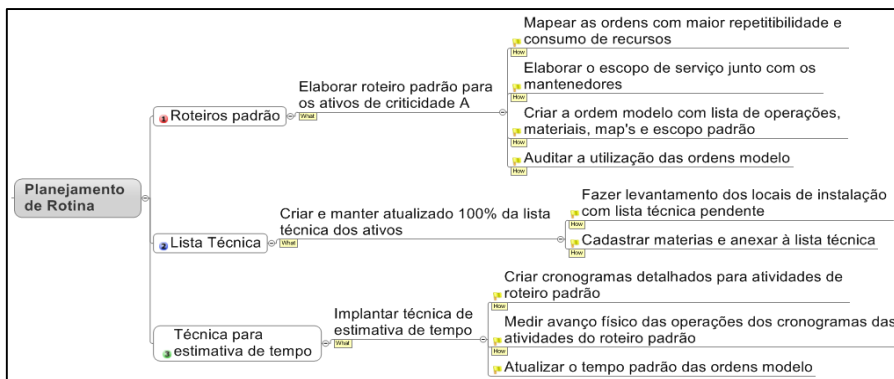 Planejamento
de Rotina
1 Roteiros padrão
Elaborar roteiro padrão para
os ativos de criticidade A
What
Mapear as ordens com maior repetitibilidade e
consumo de recursos
How
Elaborar o escopo de serviço junto com os
mantenedores
How
Criar a ordem modelo com lista de operações,
materiais, map's e escopo padrão
How
Auditar a utilização das ordens modelo
How
2 Lista Técnica
Criar e manter atualizado 100% da lista
técnica dos ativos
What
Fazer levantamento dos locais de instalação
com lista técnica pendente
How
Cadastrar materias e anexar à lista técnica
How
3 Técnica para
estimativa de tempo
Implantar técnica de
estimativa de tempo
What
Criar cronogramas detalhados para atividades de
roteiro padrão
How
Medir avanço físico das operações dos cronogramas das
atividades do roteiro padrão
How
Atualizar o tempo padrão das ordens modelo